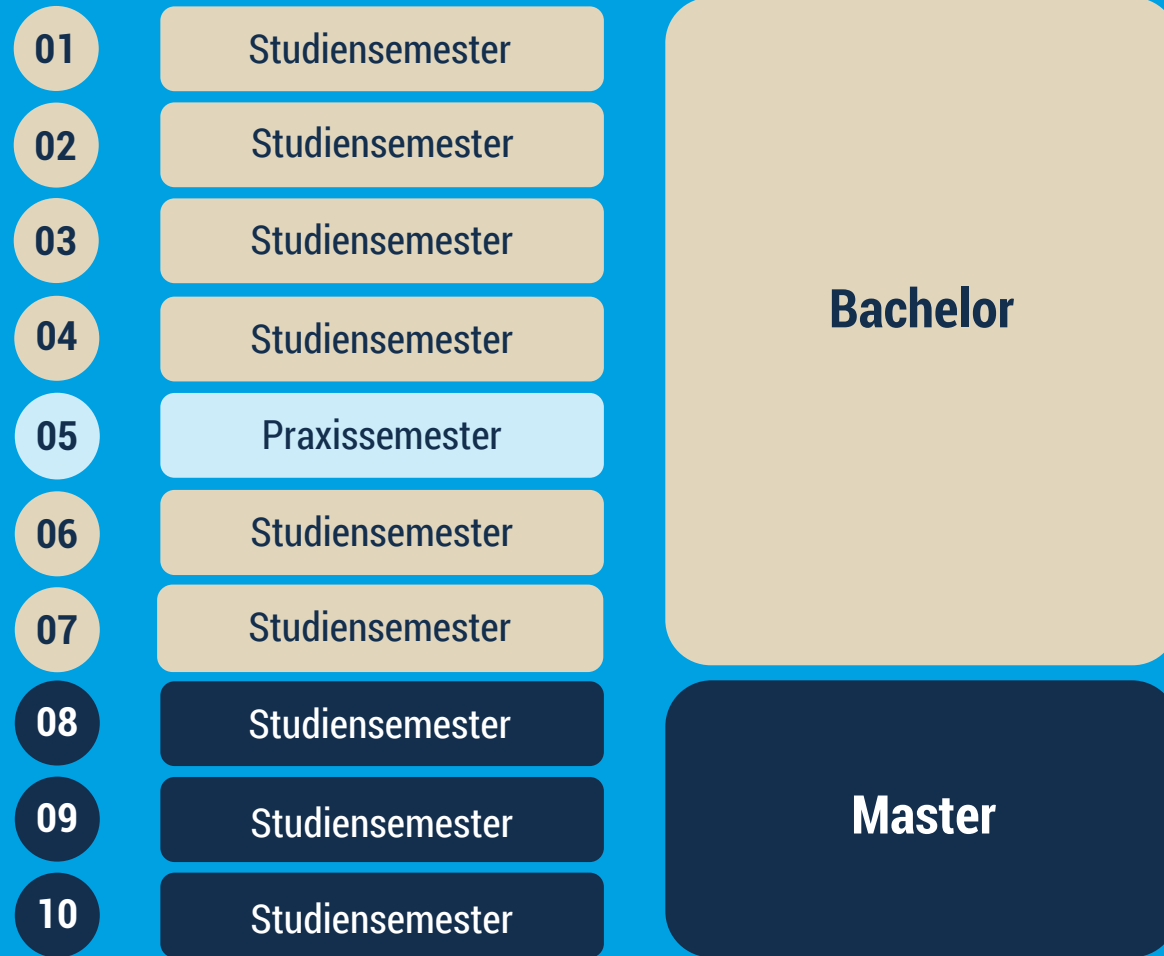 01 Studiensemester
02 Studiensemester
03 Studiensemester
04 Studiensemester
Bachelor
05 Praxissemester
06 Studiensemester
07 Studiensemester
08 Studiensemester
09 Studiensemester
Master
10 Studiensemester